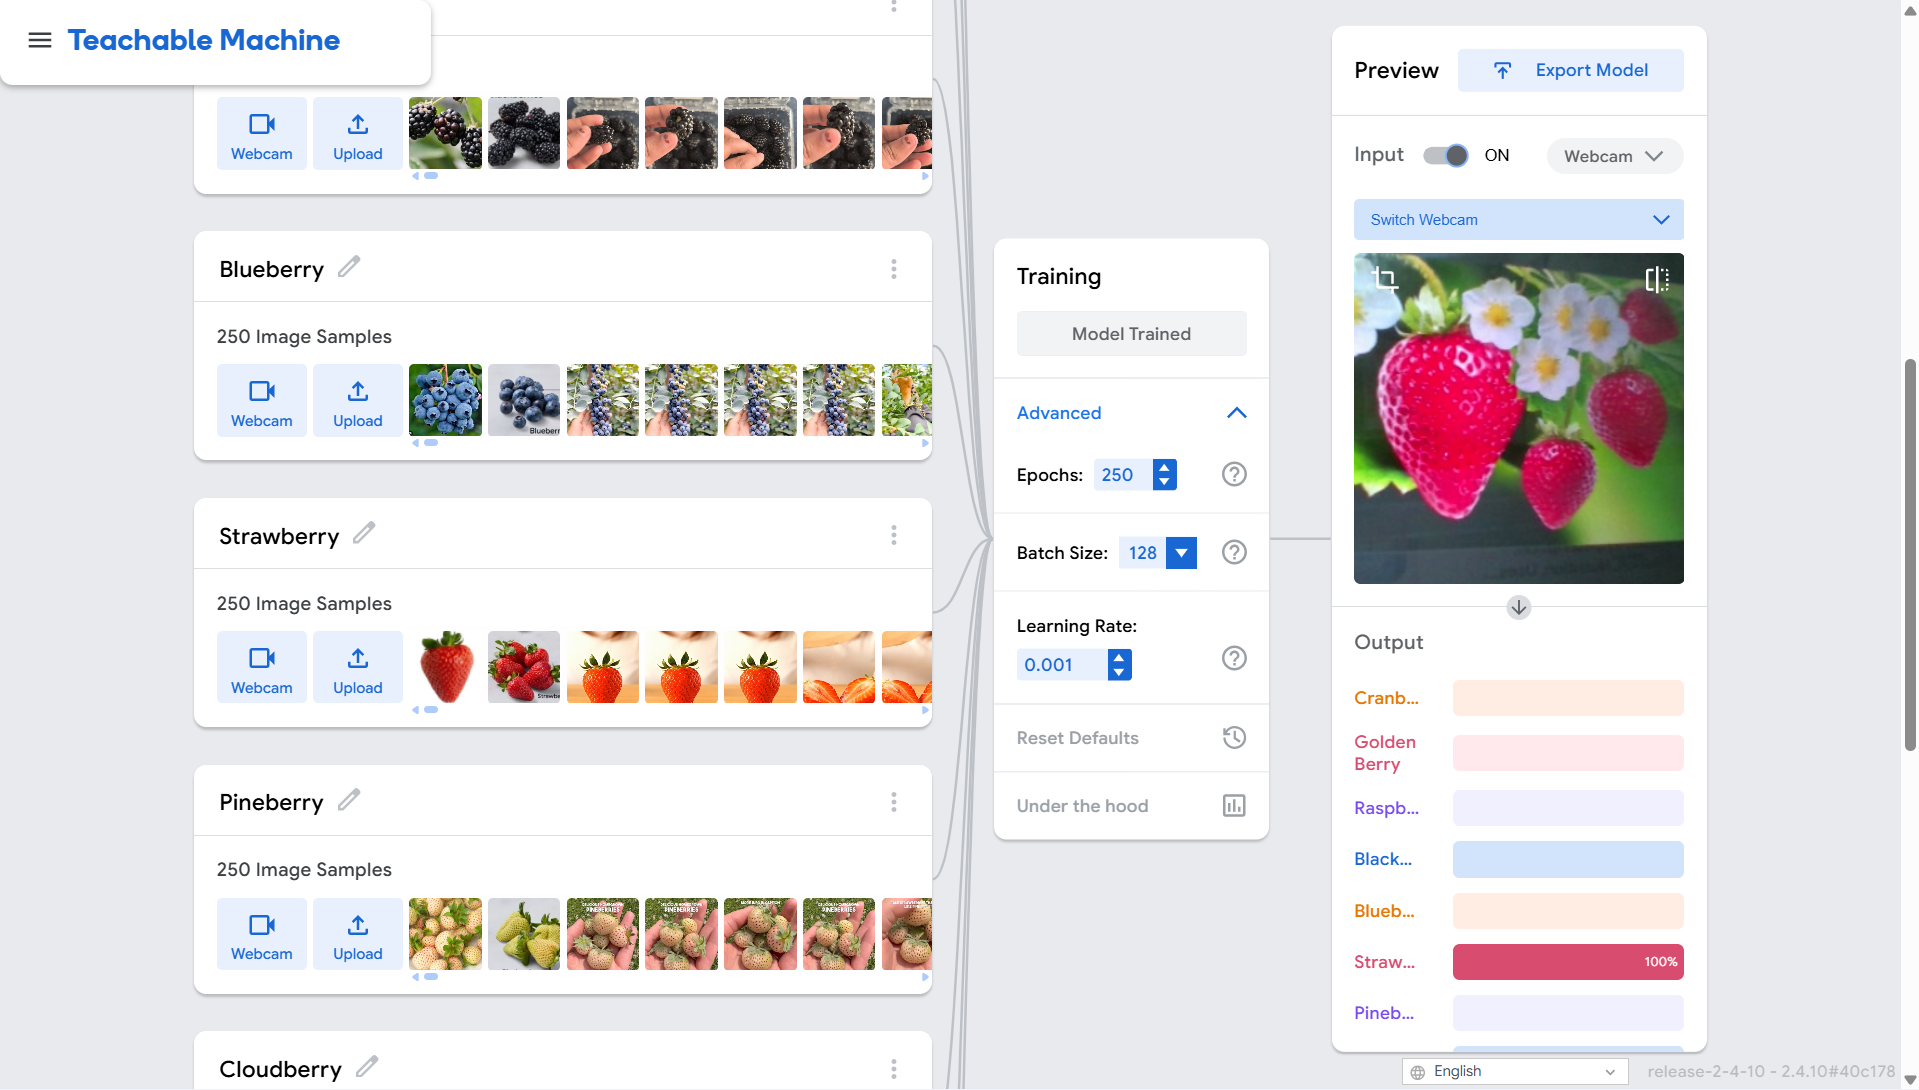 Teachable Machine
Webcam
Upload
Blueberry
250 Image Samples
Webcam
Upload
Strawberry
250 Image Samples
Webcam
Upload
Pineberry
250 Image Samples
Webcam
Upload
PINEBERRIES
PINEBERRIES
PINEBERRIES
Cloudberry
Training
Model Trained
Advanced
Epochs:
250
Batch Size:
128
Learning Rate:
0.001
Reset Defaults
Under the hood
Preview
Export Model
Input
ON
Webcam
Switch Webcam
Output
Cranb...
Golden
Berry
Raspb...
Black...
Blueb...
Straw...
100%
Pineb...
English
release-2-4-10 - 2.4.10#40c178